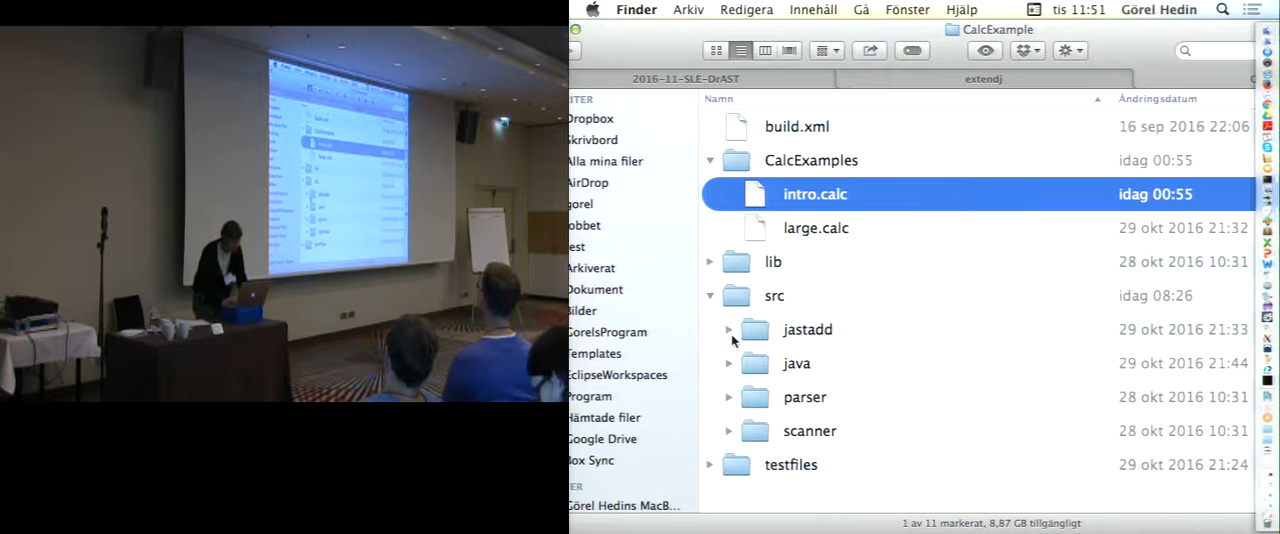 Finder Arkiv Redigera Innehåll Gå Fönster Hjälp tis 11:51 Görel Hedin
CalcExample
2016-11-SLE-DrAST extendj
RITER
Dropbox
Skrivbord
Alla mina filer
AirDrop
gorel
obbet
est
Arkiverat
Dokument
Bilder
GorelsProgram
Templates
EclipseWorkspaces
Program
Hämtade filer
Google Drive
Box Sync
TER
Görel Hedins MacB...
Namn Ändringsdatum
build.xml 16 sep 2016 22:06
CalcExamples idag 00:55
intro.calc idag 00:55
large.calc 29 okt 2016 21:32
lib 28 okt 2016 10:31
src idag 08:26
jastadd 29 okt 2016 21:33
java 29 okt 2016 21:44
parser 28 okt 2016 10:31
scanner 28 okt 2016 10:31
testfiles 29 okt 2016 21:24
1 av 11 markerat, 8,87 GB tillgängligt